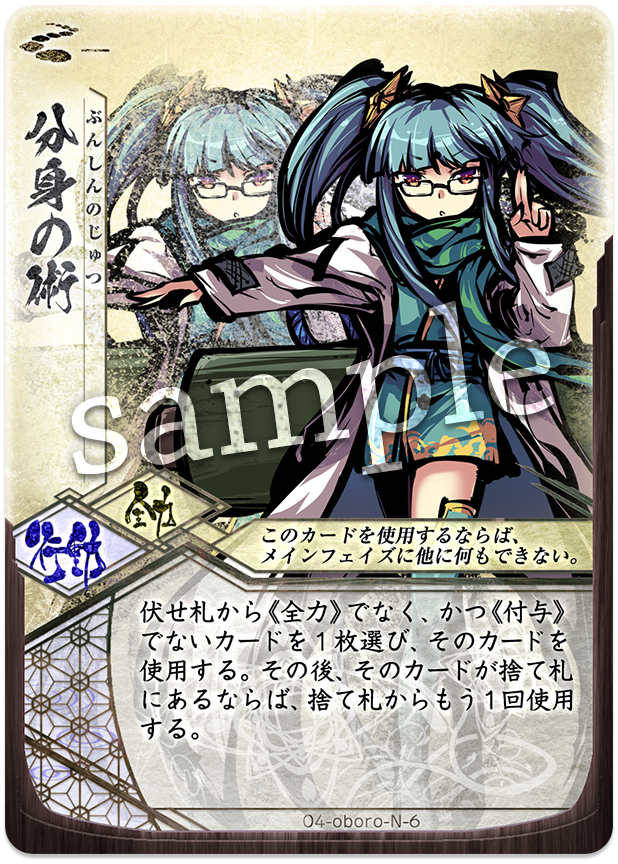 分身の術
ぶんしんのじゅつ
sample
行動
全力
このカードを使用するならば、
メインフェイズに他に何もできない。
伏せ札から《全力》でなく、かつ《付与》
でないカードを1枚選び、そのカードを
使用する。その後、そのカードが捨て札
にあるならば、捨て札からもう1回使用
する。
04-oboro-N-6